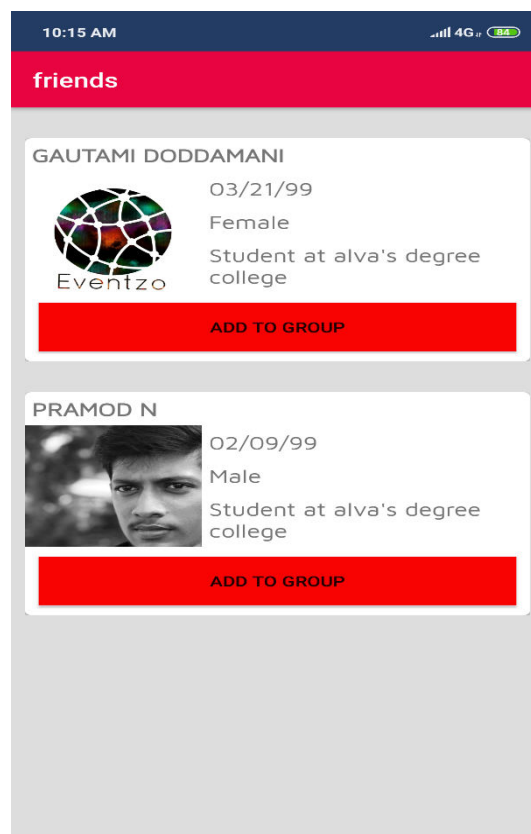 10:15 AM 4G 84
friends
GAUTAMI DODDAMANI
03/21/99
Female
Student at alva's degree
college
Eventzo
ADD TO GROUP
PRAMOD N
02/09/99
Male
Student at alva's degree
college
ADD TO GROUP